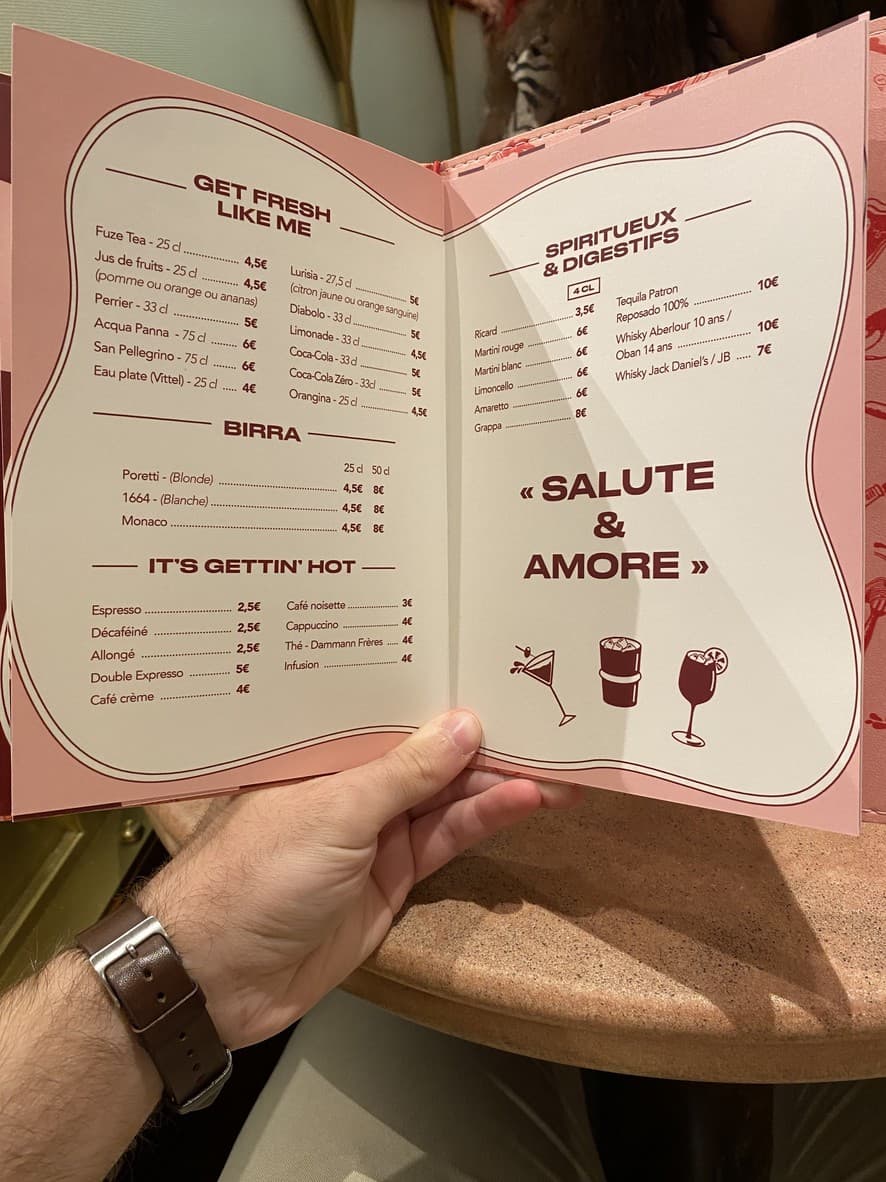 GET FRESH
LIKE ME
Fuze Tea - 25 cl 4,5€
Jus de fruits - 25 cl 4,5€
(pomme ou orange ou ananas)
Perrier - 33 cl 5€
Acqua Panna - 75 cl 6€
San Pellegrino - 75 cl 6€
Eau plate (Vittel) - 25 cl 4€
Lurisia - 27,5 cl 5€
(citron jaune ou orange sanguine)
Diabolo - 33 cl 5€
Limonade - 33 cl 4,5€
Coca-Cola - 33 cl 5€
Coca-Cola Zéro - 33cl 5€
Orangina - 25 cl 4,5€
BIRRA
25 cl 50 cl
Poretti - (Blonde) 4,5€ 8€
1664 - (Blanche) 4,5€ 8€
Monaco 4,5€ 8€
IT'S GETTIN' HOT
Espresso 2,5€
Décaféiné 2,5€
Allongé 2,5€
Double Expresso 5€
Café crème 4€
Café noisette 3€
Cappuccino 4€
Thé - Dammann Frères 4€
Infusion 4€
SPIRITUEUX
& DIGESTIFS
4 CL
Ricard 3,5€
Martini rouge 6€
Martini blanc 6€
Limoncello 6€
Amaretto 6€
Grappa 8€
Tequila Patron
Reposado 100% 10€
Whisky Aberlour 10 ans /
Oban 14 ans 10€
Whisky Jack Daniel's / JB 7€
« SALUTE
&
AMORE »